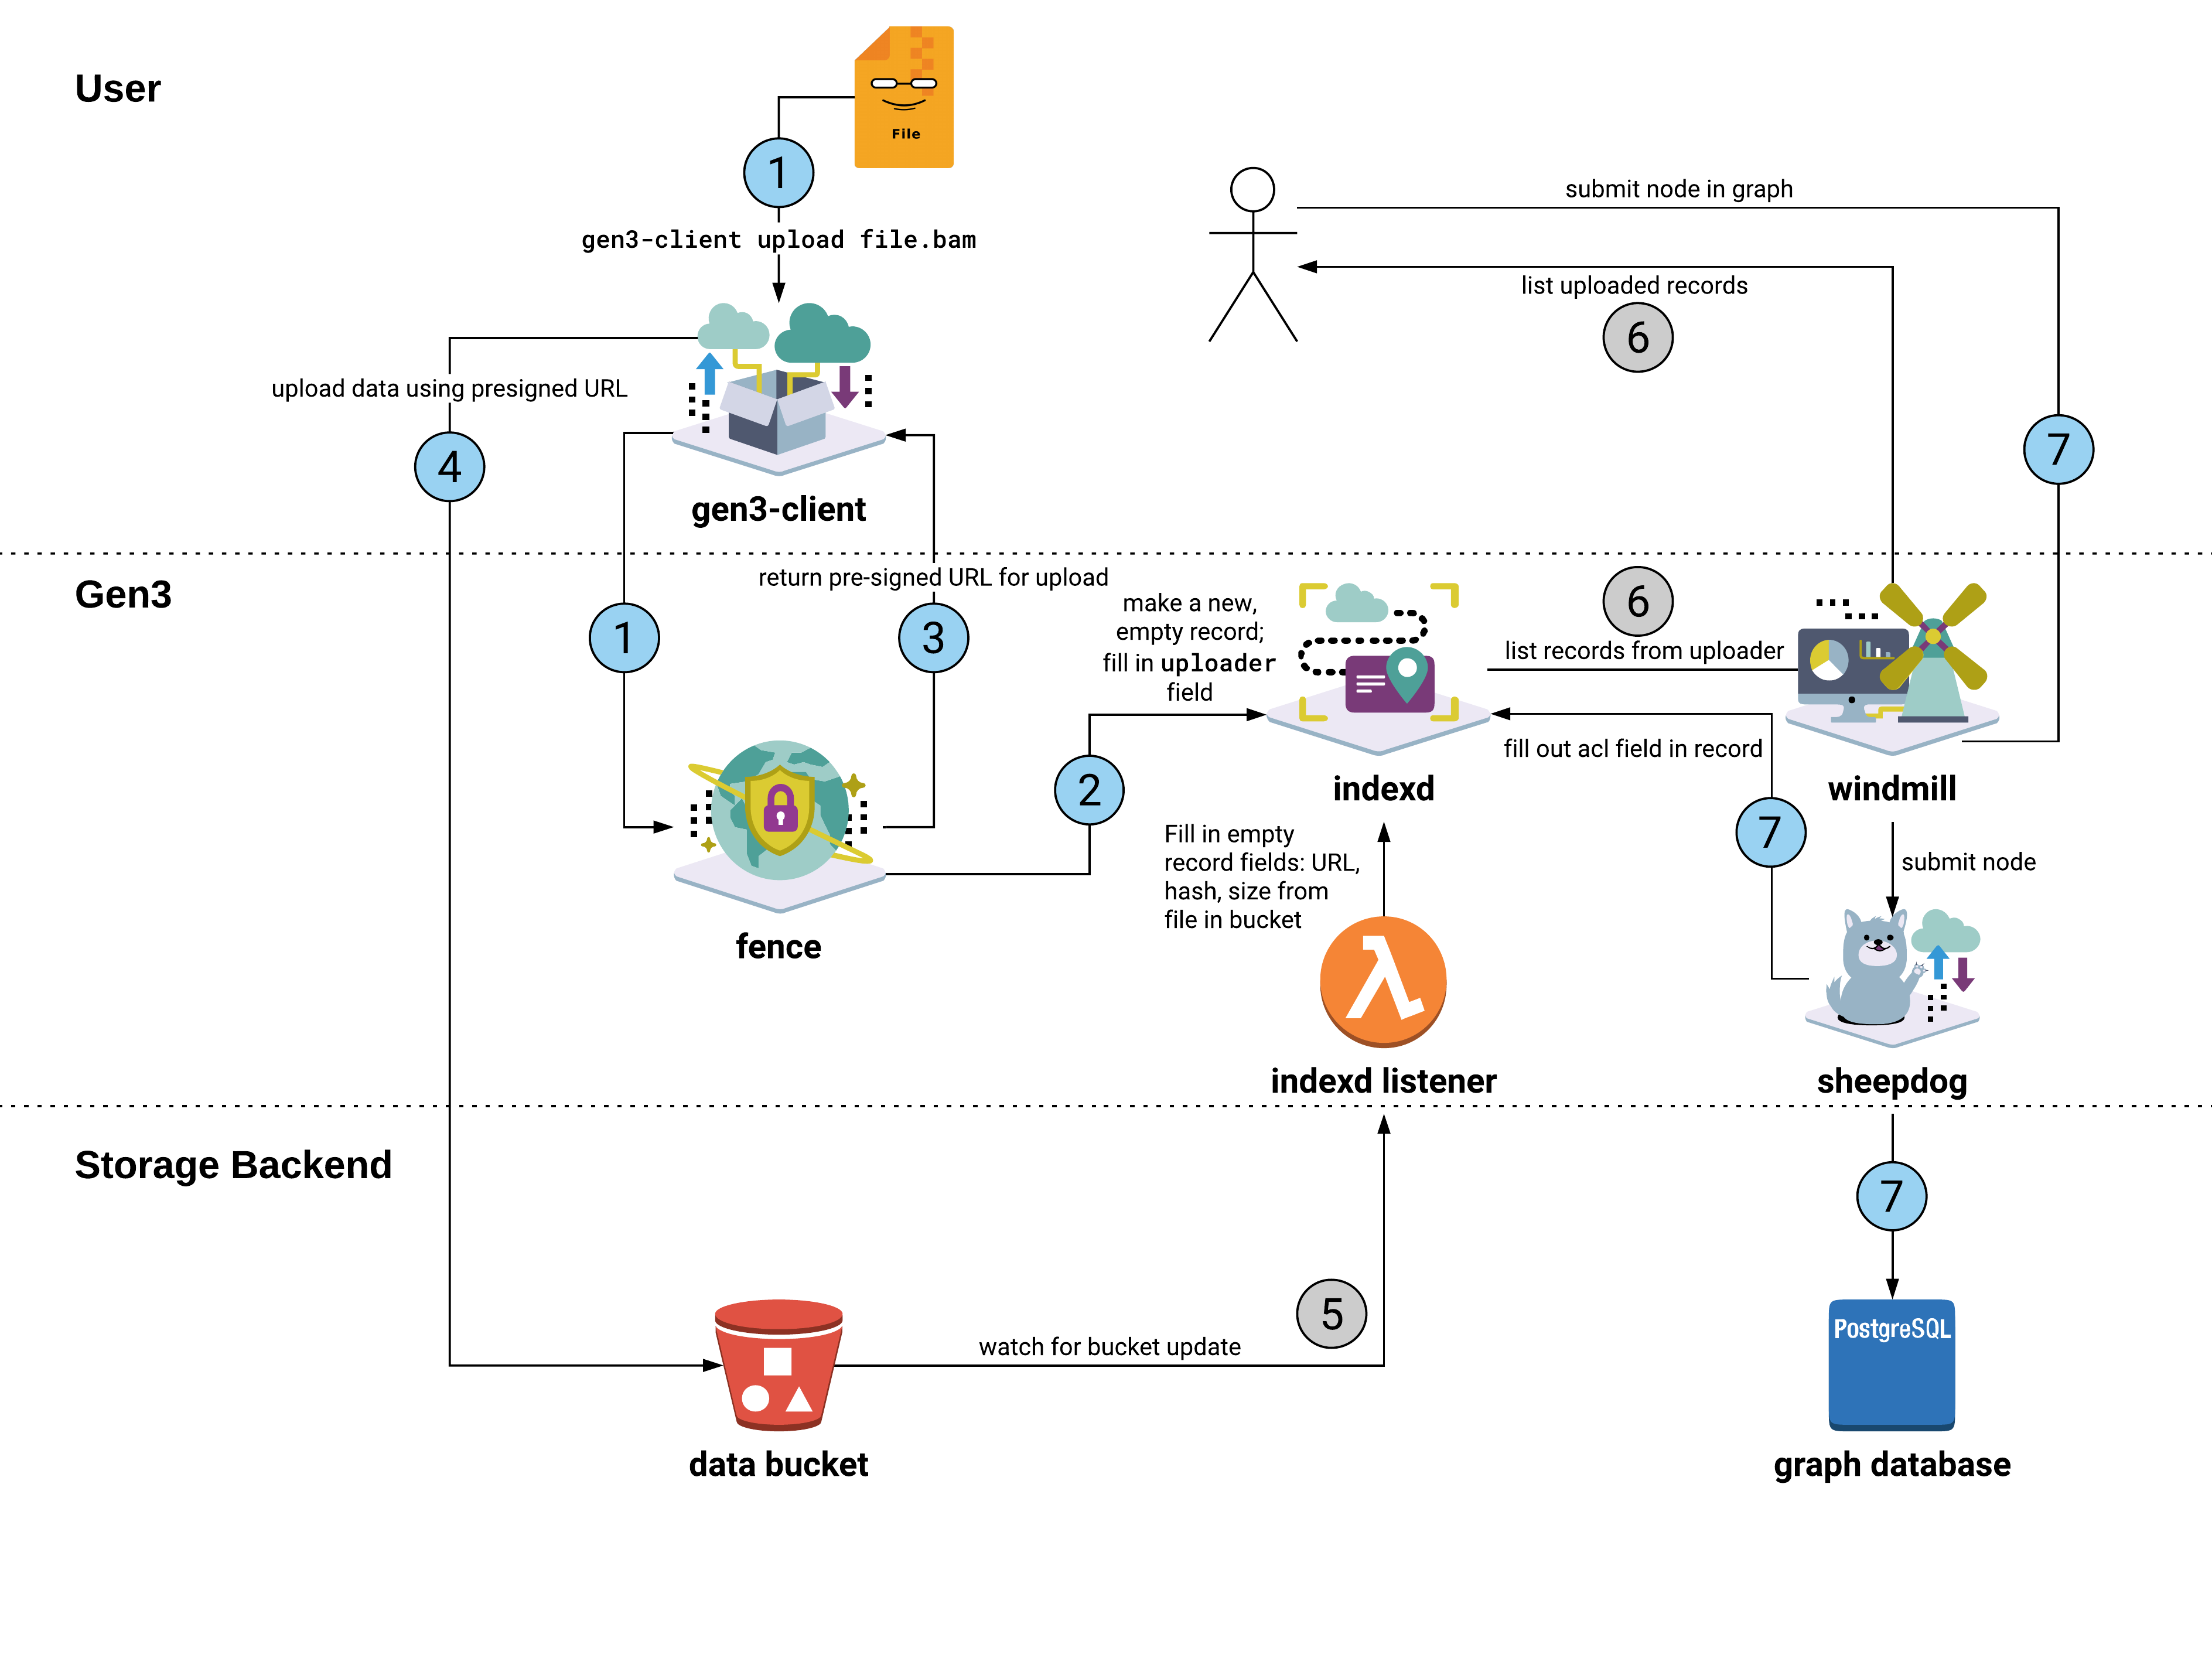 User
File
1
gen3-client upload file.bam
submit node in graph
list uploaded records
6
upload data using presigned URL
4
7
gen3-client
Gen3
return pre-signed URL for upload
1
3
make a new,
empty record;
fill in uploader
field
6
list records from uploader
fill out acl field in record
2
indexd
windmill
7
Fill in empty
record fields: URL,
hash, size from
file in bucket
submit node
fence
indexd listener
sheepdog
Storage Backend
7
5
watch for bucket update
PostgreSQL
data bucket
graph database